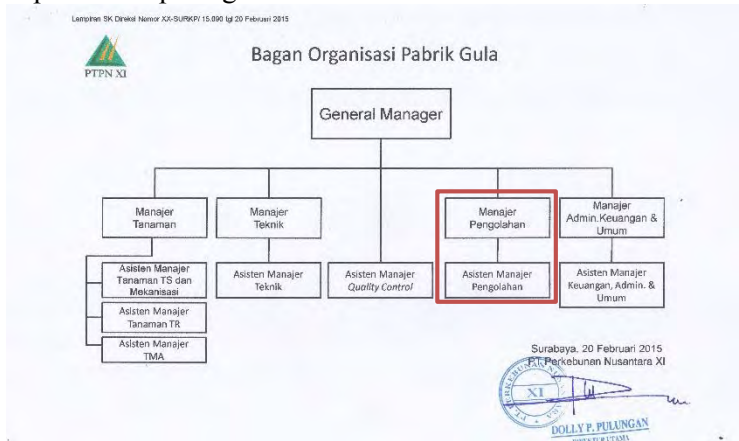 Lampiran SK Direksi Nomor XX-SURKP/ 15.090 tgl 20 Februari 2015
PTPN XI
Bagan Organisasi Pabrik Gula
General Manager
Manajer
Tanaman
Manajer
Teknik
Manajer
Pengolahan
Manajer
Admin.Keuangan &
Umum
Asisten Manajer
Tanaman TS dan
Mekanisasi
Asisten Manajer
Teknik
Asisten Manajer
Quality Control
Asisten Manajer
Pengolahan
Asisten Manajer
Keuangan, Admin. &
Umum
Asisten Manajer
Tanaman TR
Asisten Manajer
TMA
Surabaya, 20 Februari 2015
PT.Perkebunan Nusantara XI
XI
DOLLY P. PULUNGAN